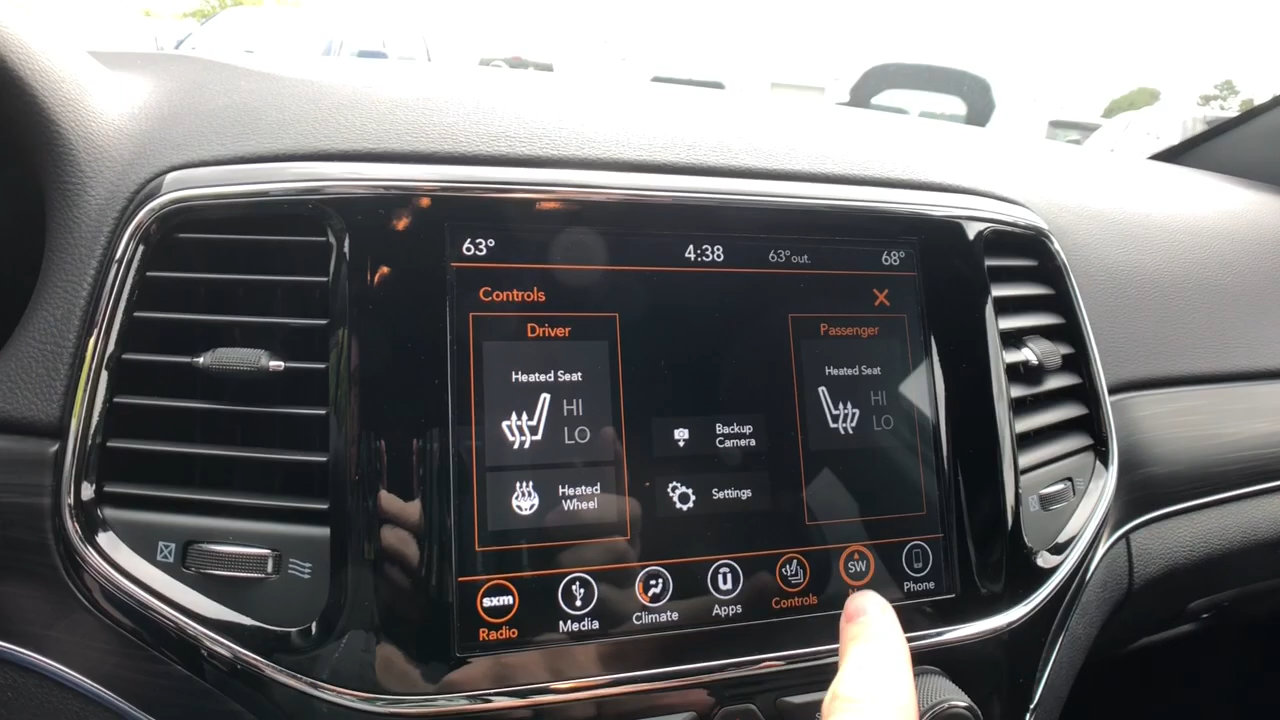 63° 4:38 63°out. 68°
Controls
Driver
Passenger
Heated Seat
HI
LO
Heated
Wheel
Backup
Camera
Settings
Heated Seat
HI
LO
sxm
Radio
Media
Climate
U
Apps
Controls
SW
Phone